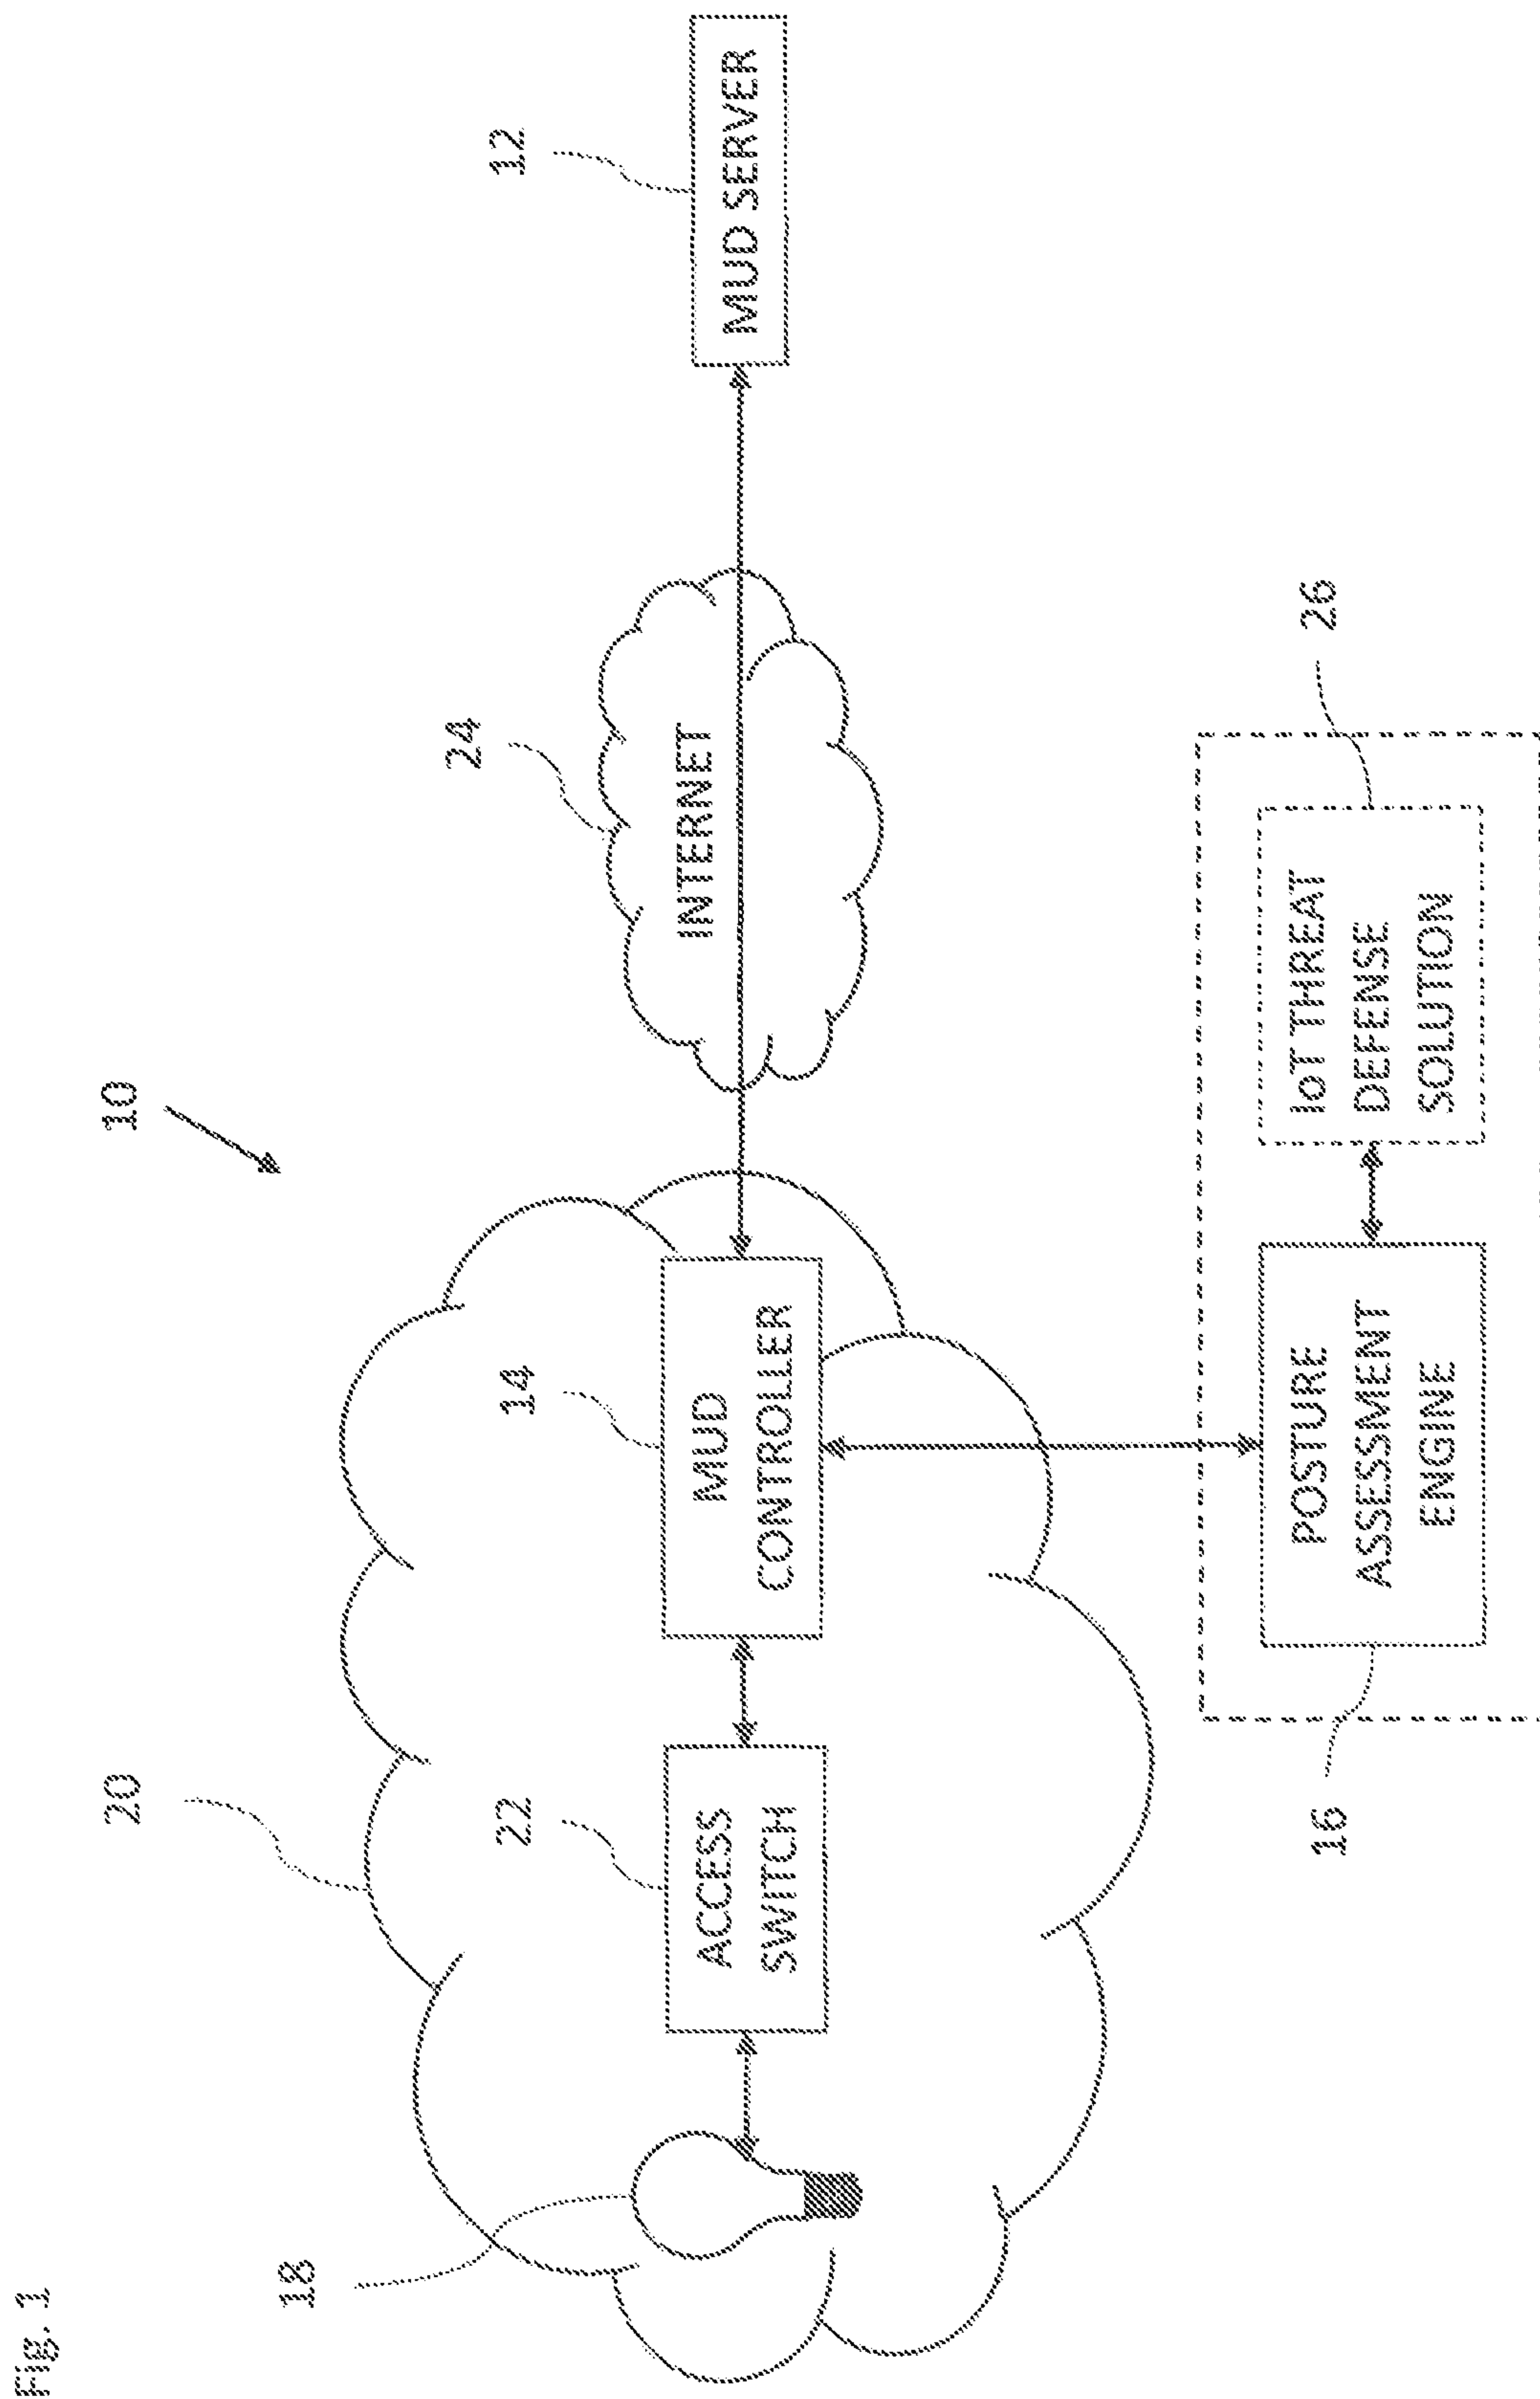 Fig. 1
10
20
18
22
ACCESS
SWITCH
14
MUD
CONTROLLER
24
INTERNET
12
MUD SERVER
16
POSTURE
ASSESSMENT
ENGINE
IoT THREAT
DEFENSE
SOLUTION
26